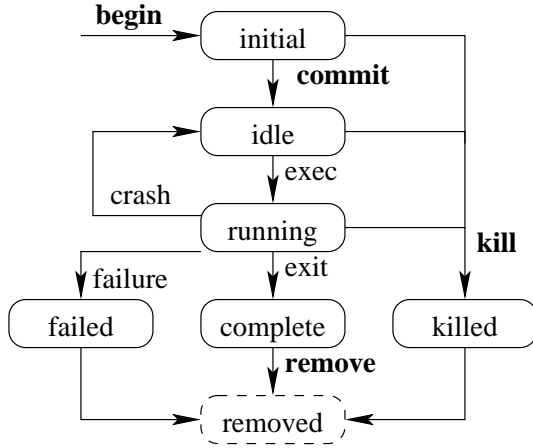 begin
initial
commit
idle
exec
crash
running
kill
failure
exit
failed
complete
killed
remove
removed